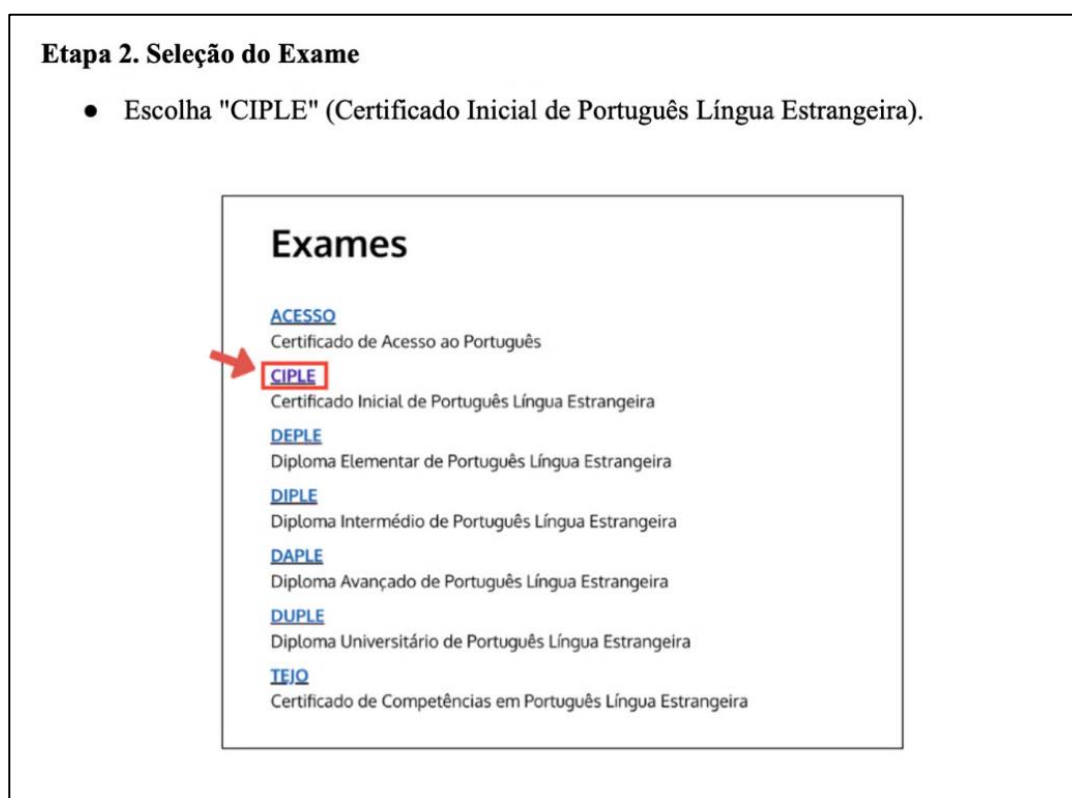 Etapa 2. Seleção do Exame
● Escolha "CIPLE" (Certificado Inicial de Português Língua Estrangeira).
Exames
ACESSO
Certificado de Acesso ao Português
CIPLE
Certificado Inicial de Português Língua Estrangeira
DEPLE
Diploma Elementar de Português Língua Estrangeira
DIPLE
Diploma Intermédio de Português Língua Estrangeira
DAPLE
Diploma Avançado de Português Língua Estrangeira
DUPLE
Diploma Universitário de Português Língua Estrangeira
TEJO
Certificado de Competências em Português Língua Estrangeira